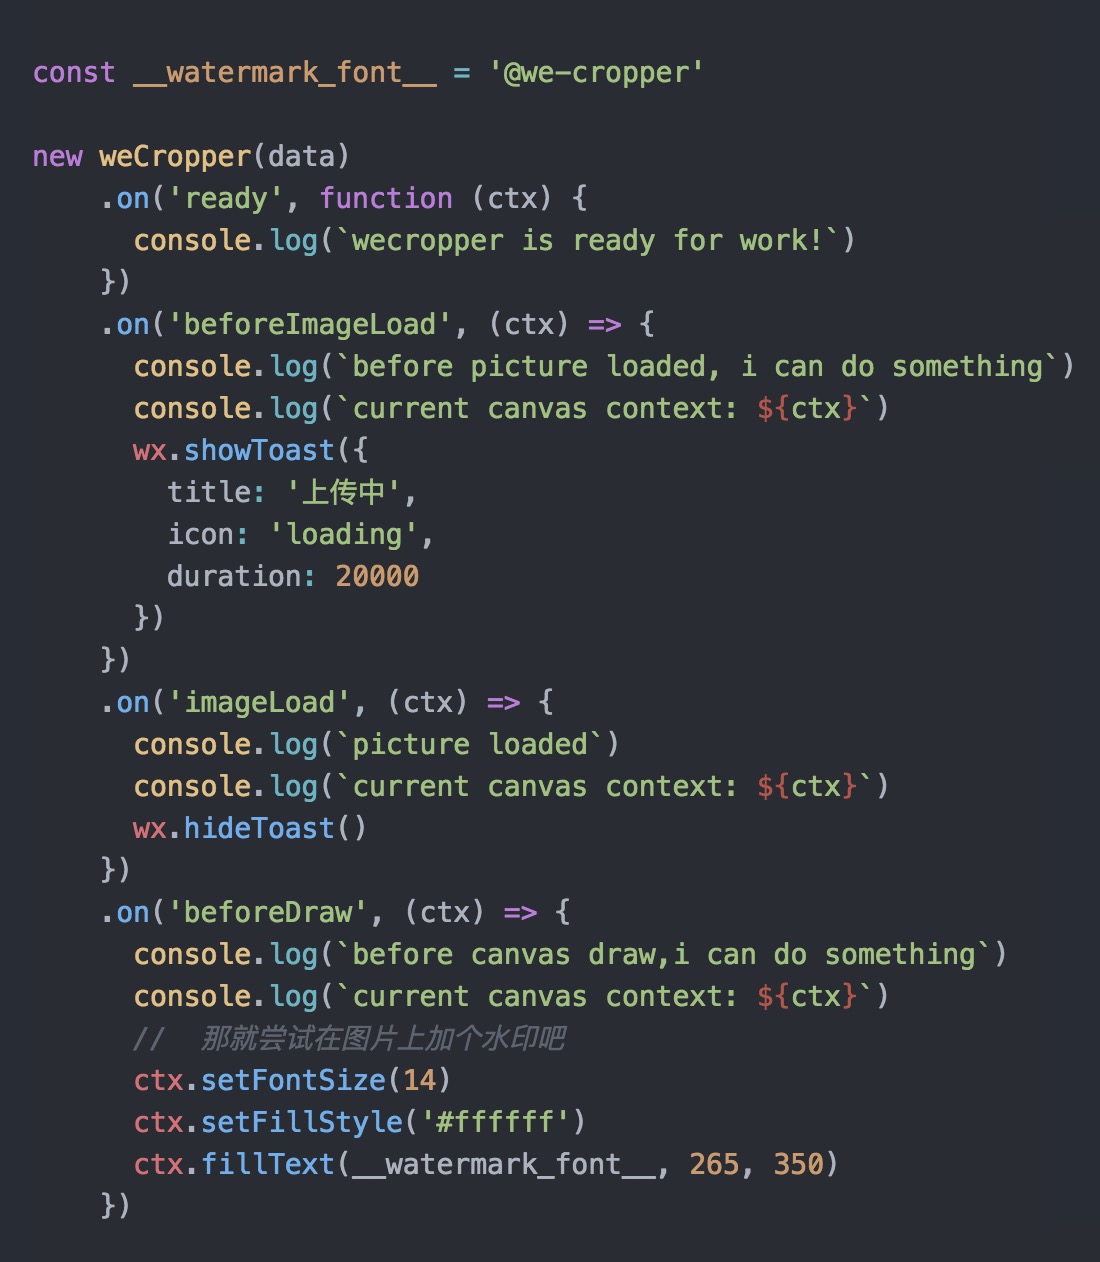 const __watermark_font__ = '@we-cropper'

new weCropper(data)
    .on('ready', function (ctx) {
      console.log(`wecropper is ready for work!`)
    })
    .on('beforeImageLoad', (ctx) => {
      console.log(`before picture loaded, i can do something`)
      console.log(`current canvas context: ${ctx}`)
      wx.showToast({
        title: '上传中',
        icon: 'loading',
        duration: 20000
      })
    })
    .on('imageLoad', (ctx) => {
      console.log(`picture loaded`)
      console.log(`current canvas context: ${ctx}`)
      wx.hideToast()
    })
    .on('beforeDraw', (ctx) => {
      console.log(`before canvas draw,i can do something`)
      console.log(`current canvas context: ${ctx}`)
      //  那就尝试在图片上加个水印吧
      ctx.setFontSize(14)
      ctx.setFillStyle('#ffffff')
      ctx.fillText(__watermark_font__, 265, 350)
    })